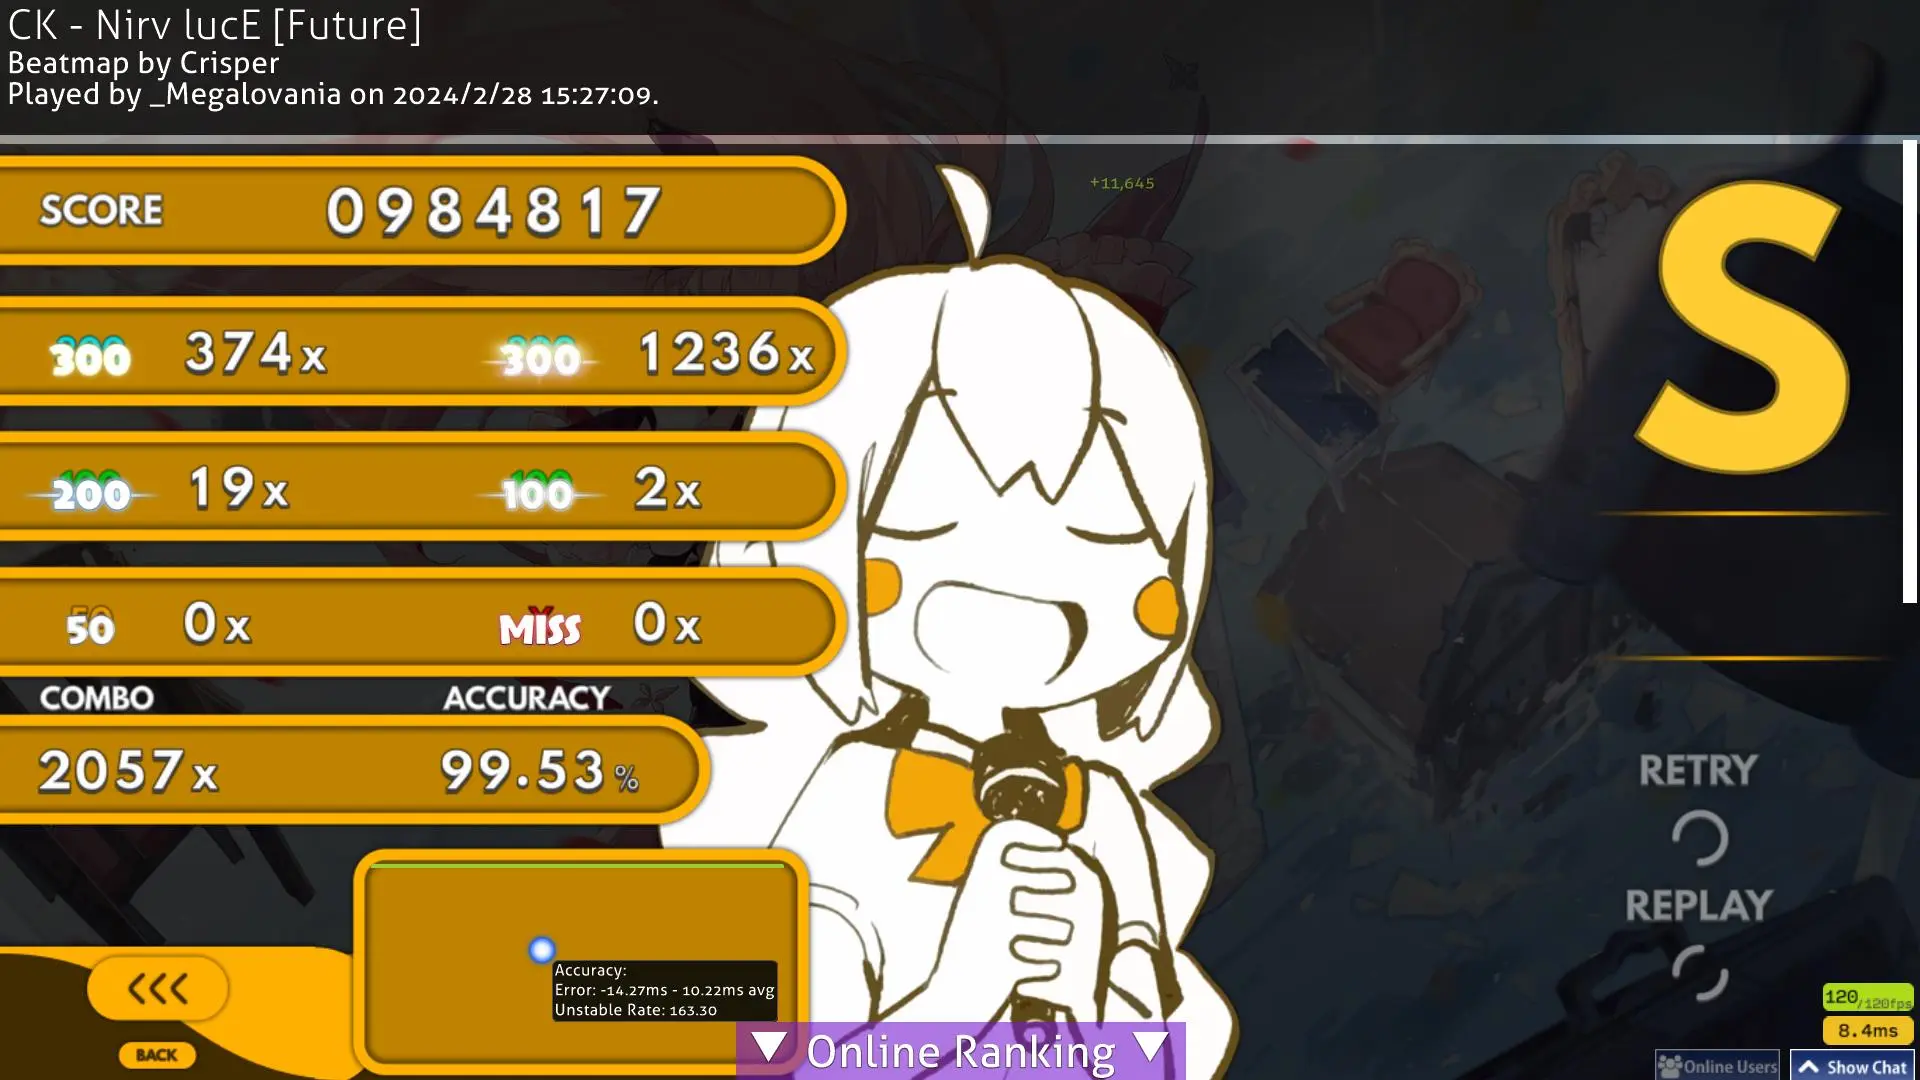 CK - Nirv lucE [Future]
Beatmap by Crisper
Played by _Megalovania on 2024/2/28 15:27:09.
+11,645
SCORE 0984817
S
300 374x 300 1236x
200 19x 100 2x
50 0x MISS 0x
COMBO ACCURACY
2057x 99.53%
RETRY
REPLAY
Accuracy:
Error: -14.27ms - 10.22ms avg
Unstable Rate: 163.30
<<<
BACK
▼ Online Ranking ▼
120/120fps
8.4ms
Online Users
Show Chat